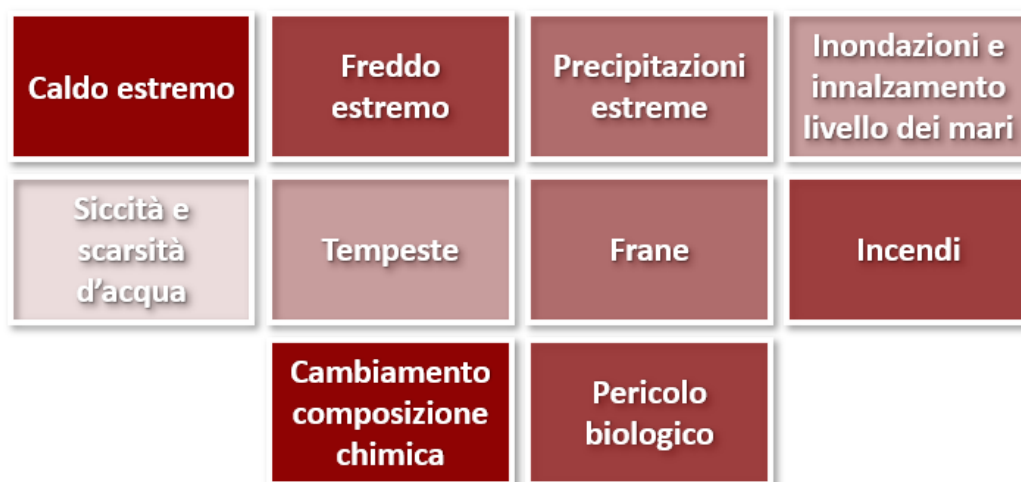 Caldo estremo
Freddo
estremo
Precipitazioni
estreme
Inondazioni e
innalzamento
livello dei mari
Siccità e
scarsità
d'acqua
Tempeste
Frane
Incendi
Cambiamento
composizione
chimica
Pericolo
biologico